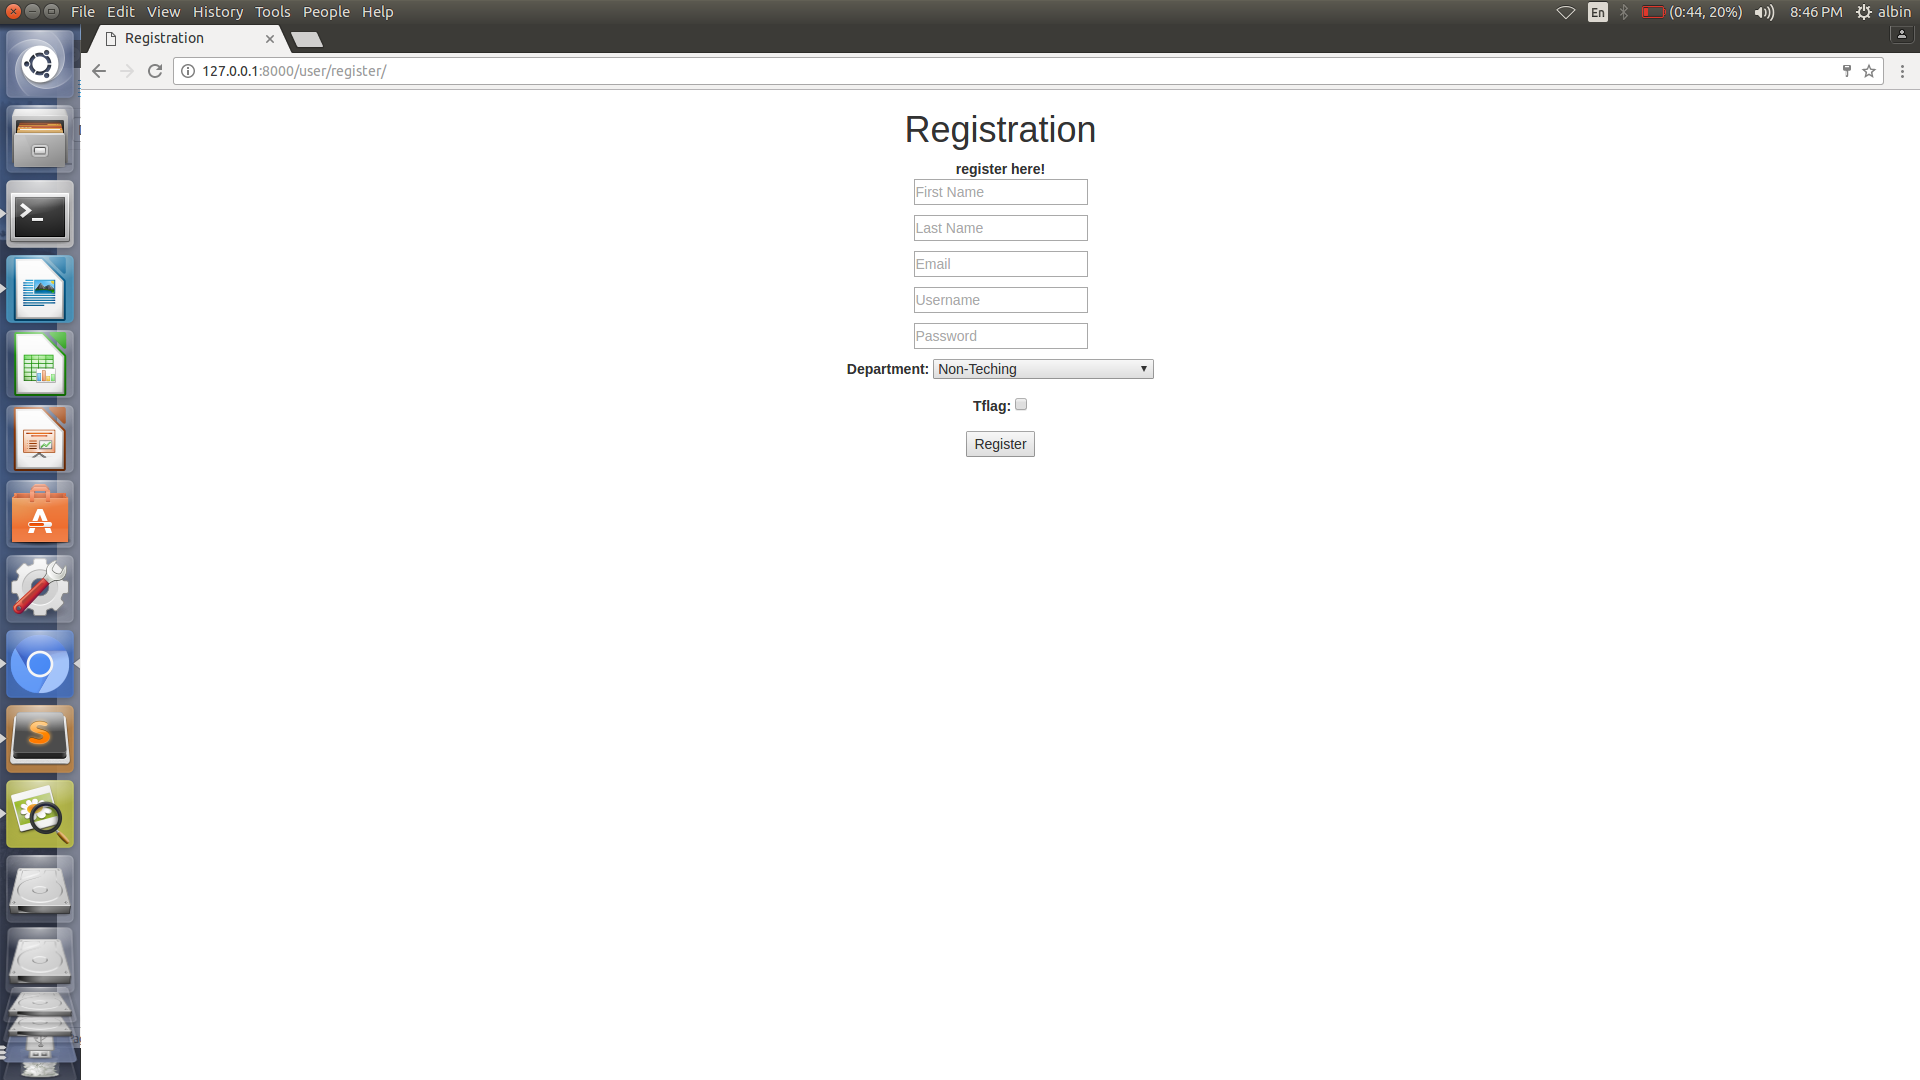 File Edit View History Tools People Help
En (0:44, 20%) 8:46 PM albin
Registration
127.0.0.1:8000/user/register/
Registration
register here!
First Name
Last Name
Email
Username
Password
Department: Non-Teching
Tflag:
Register